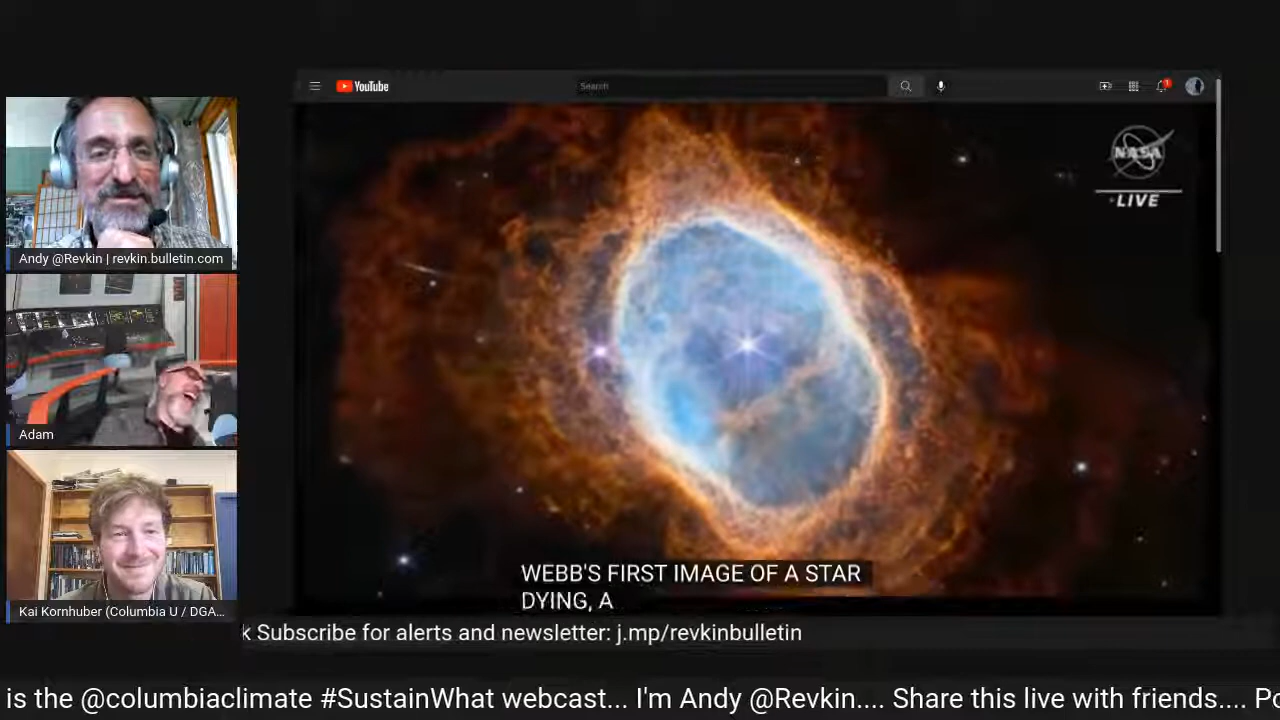 YouTube
Search
1
NASA
LIVE
Andy @Revkin | revkin.bulletin.com
Adam
Kai Kornhuber (Columbia U / DGA...
WEBB'S FIRST IMAGE OF A STAR
DYING, A
k Subscribe for alerts and newsletter: j.mp/revkinbulletin
is the @columbiaclimate #SustainWhat webcast... I'm Andy @Revkin.... Share this live with friends.... Po